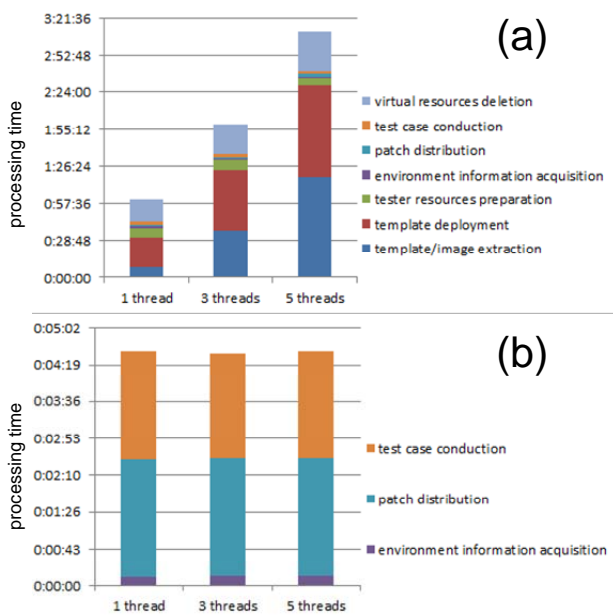 (a)
processing time
3:21:36
2:52:48
2:24:00
1:55:12
1:26:24
0:57:36
0:28:48
0:00:00
1 thread
3 threads
5 threads
virtual resources deletion
test case conduction
patch distribution
environment information acquisition
tester resources preparation
template deployment
template/image extraction
(b)
processing time
0:05:02
0:04:19
0:03:36
0:02:53
0:02:10
0:01:26
0:00:43
0:00:00
1 thread
3 threads
5 threads
test case conduction
patch distribution
environment information acquisition